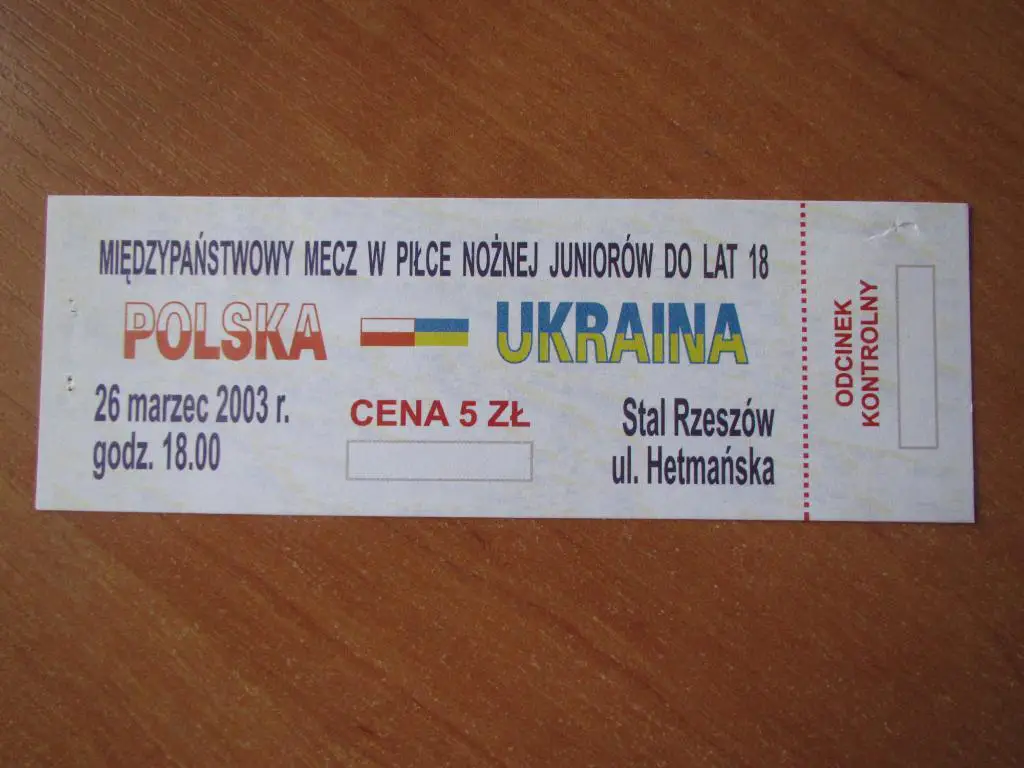 MIĘDZYPAŃSTWOWY MECZ W PIŁCE NOŻNEJ JUNIORÓW DO LAT 18
POLSKA UKRAINA
26 marzec 2003 r.
godz. 18.00
CENA 5 ZŁ
Stal Rzeszów
ul. Hetmańska
ODCINEK
KONTROLNY